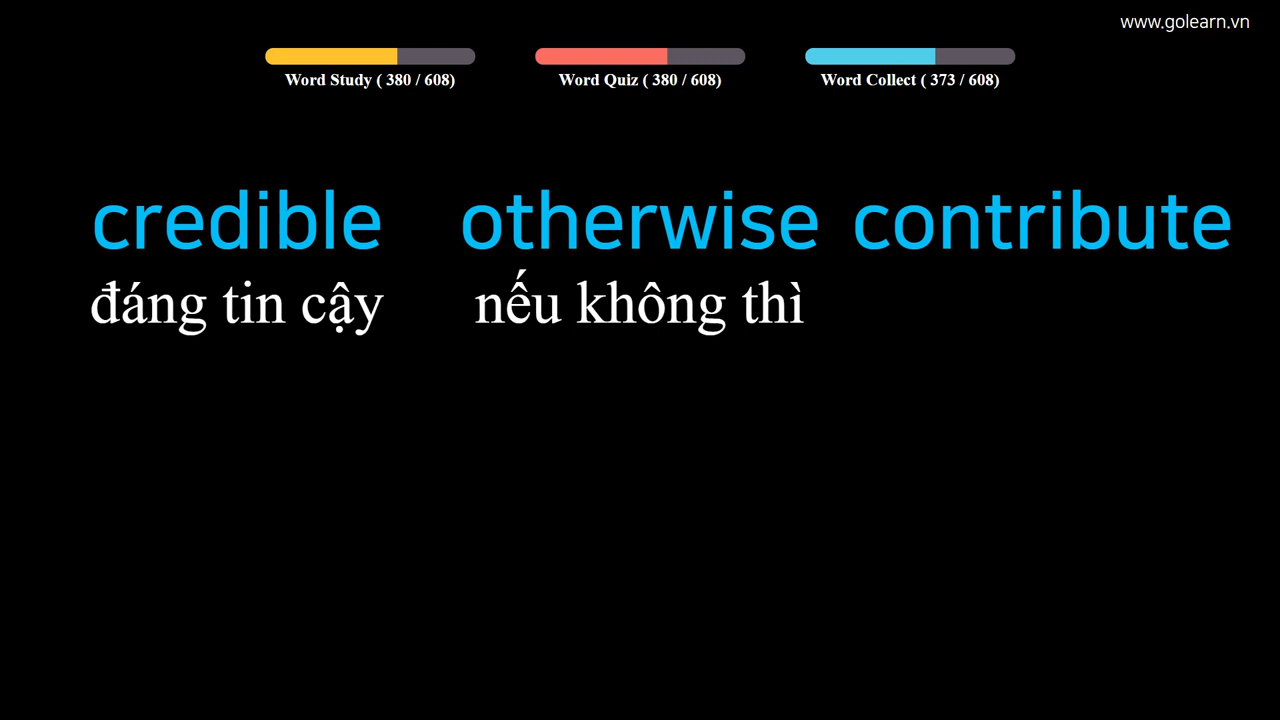 www.golearn.vn
Word Study ( 380 / 608) Word Quiz ( 380 / 608) Word Collect ( 373 / 608)
credible otherwise contribute
đáng tin cậy nếu không thì